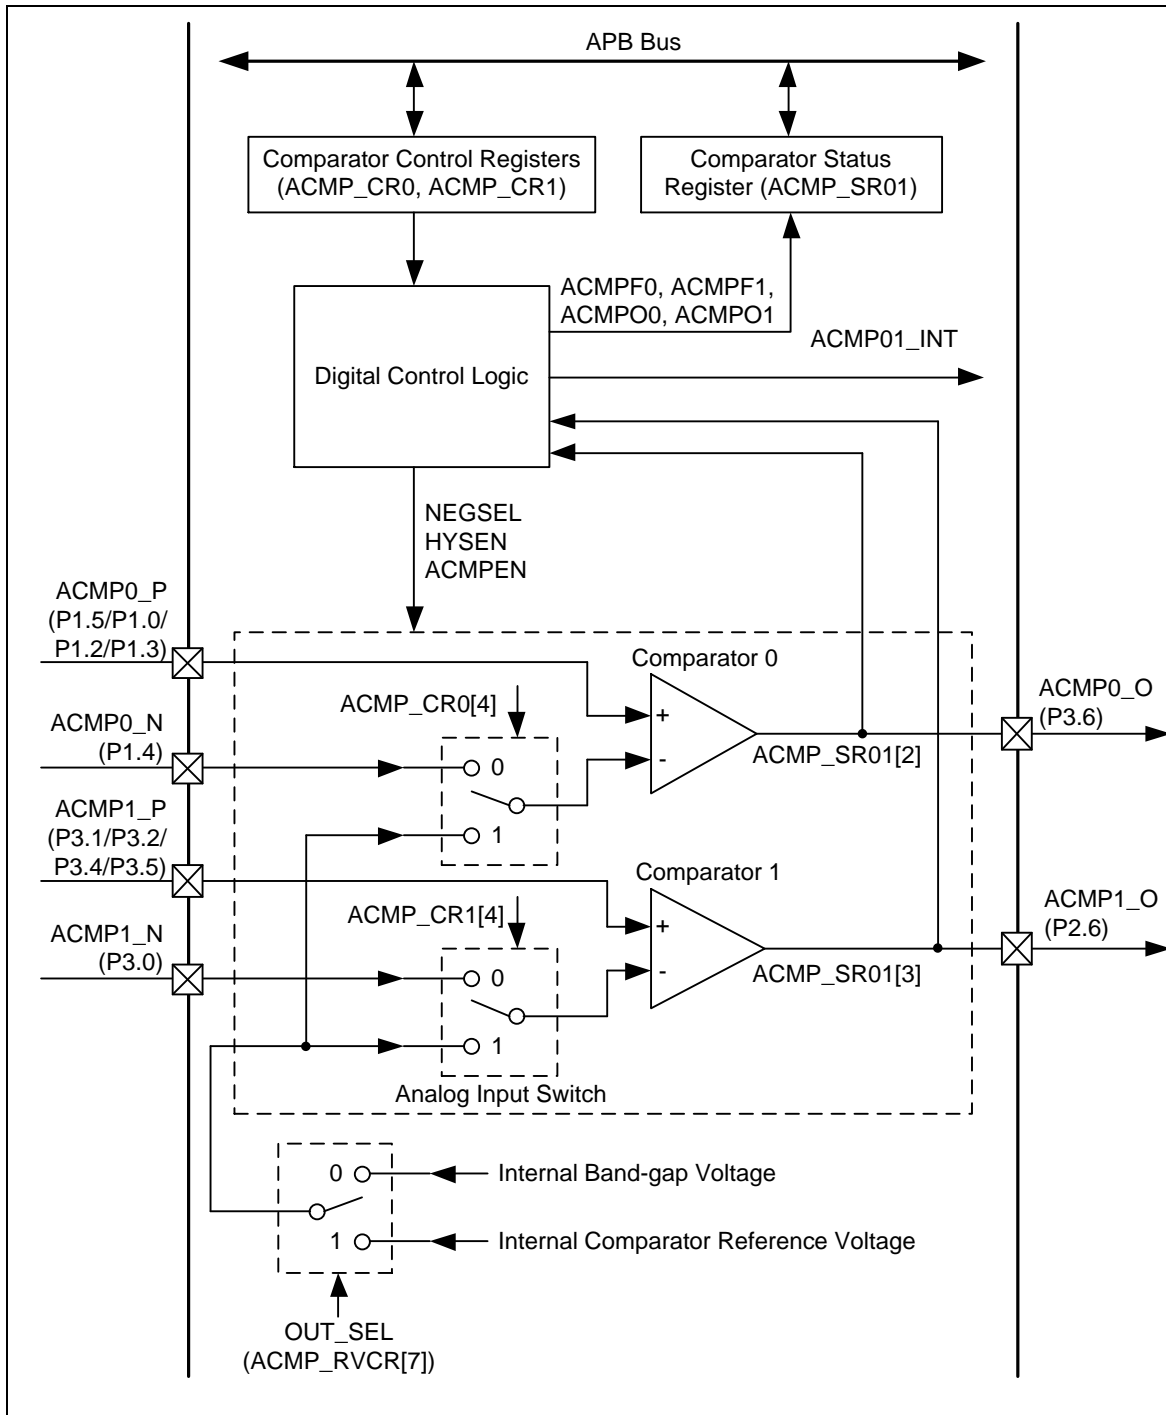 APB Bus
Comparator Control Registers
(ACMP_CR0, ACMP_CR1)
Comparator Status
Register (ACMP_SR01)
ACMPF0, ACMPF1,
ACMPO0, ACMPO1
ACMP01_INT
Digital Control Logic
NEGSEL
HYSEN
ACMPEN
ACMP0_P
(P1.5/P1.0/
P1.2/P1.3)
Comparator 0
ACMP_CR0[4]
+
-
ACMP0_O
(P3.6)
ACMP0_N
(P1.4)
0
1
ACMP_SR01[2]
ACMP1_P
(P3.1/P3.2/
P3.4/P3.5)
Comparator 1
ACMP_CR1[4]
+
-
ACMP1_O
(P2.6)
ACMP1_N
(P3.0)
0
1
ACMP_SR01[3]
Analog Input Switch
0
Internal Band-gap Voltage
1
Internal Comparator Reference Voltage
OUT_SEL
(ACMP_RVCR[7])